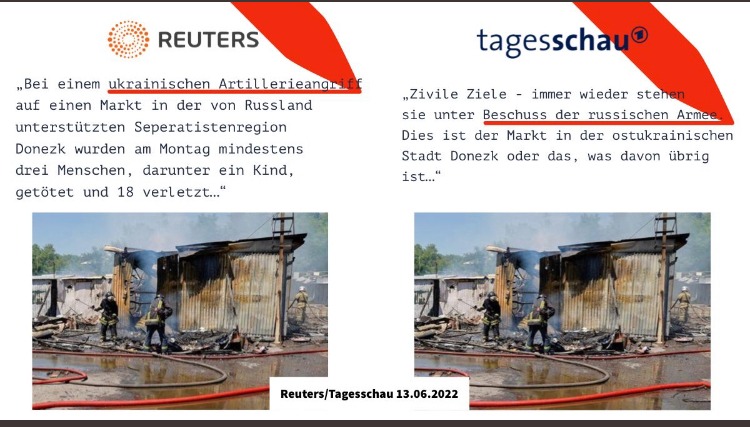 REUTERS
„Bei einem ukrainischen Artillerieangriff
auf einen Markt in der von Russland
unterstützten Seperatistenregion
Donezk wurden am Montag mindestens
drei Menschen, darunter ein Kind,
getötet und 18 verletzt…“
tagesschau
„Zivile Ziele - immer wieder stehen
sie unter Beschuss der russischen Armee.
Dies ist der Markt in der ostukrainischen
Stadt Donezk oder das, was davon übrig
ist…“
Reuters/Tagesschau 13.06.2022